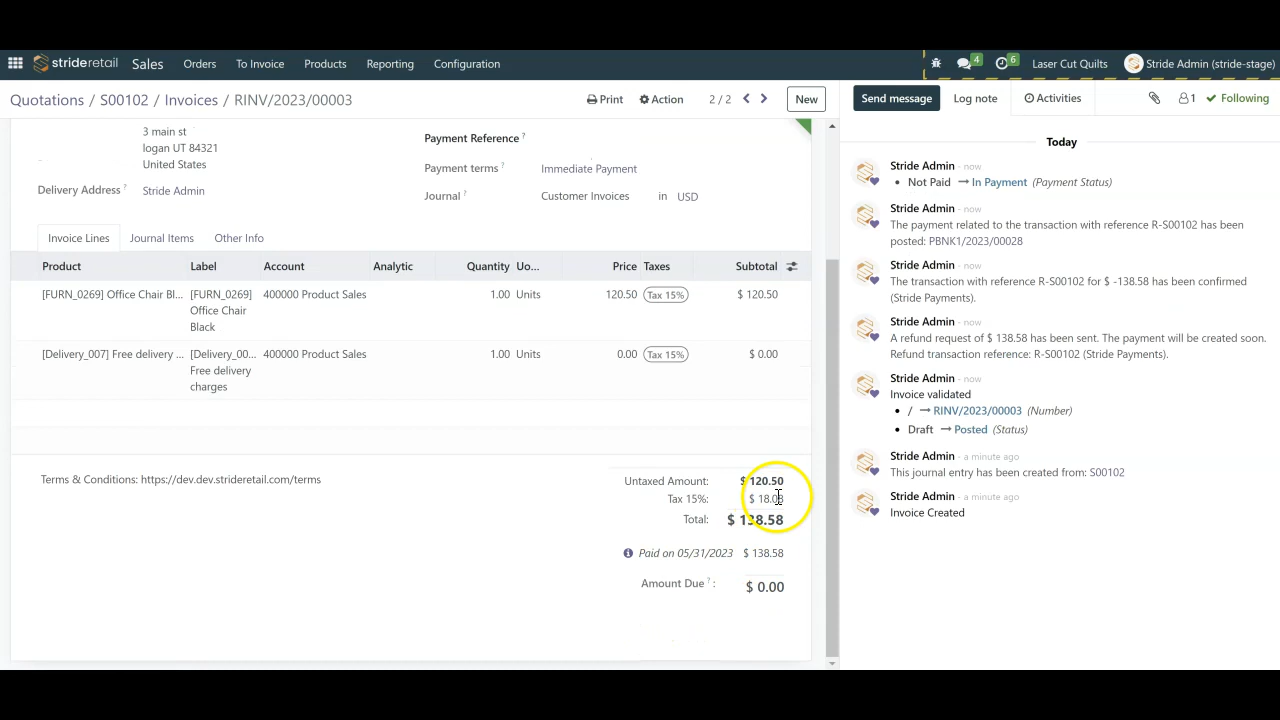 strideretail Sales Orders To Invoice Products Reporting Configuration 4 6 Laser Cut Quilts Stride Admin (stride-stage)
Quotations / S00102 / Invoices / RINV/2023/00003 Print Action 2 / 2 New
Send message Log note Activities 1 Following
3 main st
logan UT 84321
United States
Delivery Address ? Stride Admin
Payment Reference ?
Payment terms ? Immediate Payment
Journal ? Customer Invoices in USD
Invoice Lines Journal Items Other Info
Product Label Account Analytic Quantity Uo... Price Taxes Subtotal
[FURN_0269] Office Chair Bl... [FURN_0269] 400000 Product Sales 1.00 Units 120.50 Tax 15% $ 120.50
Office Chair
Black
[Delivery_007] Free delivery ... [Delivery_00... 400000 Product Sales 1.00 Units 0.00 Tax 15% $ 0.00
Free delivery
charges
Terms & Conditions: https://dev.dev.strideretail.com/terms
Untaxed Amount: $ 120.50
Tax 15%: $ 18.08
Total: $ 138.58
Paid on 05/31/2023 $ 138.58
Amount Due ? : $ 0.00
Today
Stride Admin - now
• Not Paid → In Payment (Payment Status)
Stride Admin - now
The payment related to the transaction with reference R-S00102 has been
posted: PBNK1/2023/00028
Stride Admin - now
The transaction with reference R-S00102 for $ -138.58 has been confirmed
(Stride Payments).
Stride Admin - now
A refund request of $ 138.58 has been sent. The payment will be created soon.
Refund transaction reference: R-S00102 (Stride Payments).
Stride Admin - now
Invoice validated
• / → RINV/2023/00003 (Number)
• Draft → Posted (Status)
Stride Admin - a minute ago
This journal entry has been created from: S00102
Stride Admin - a minute ago
Invoice Created